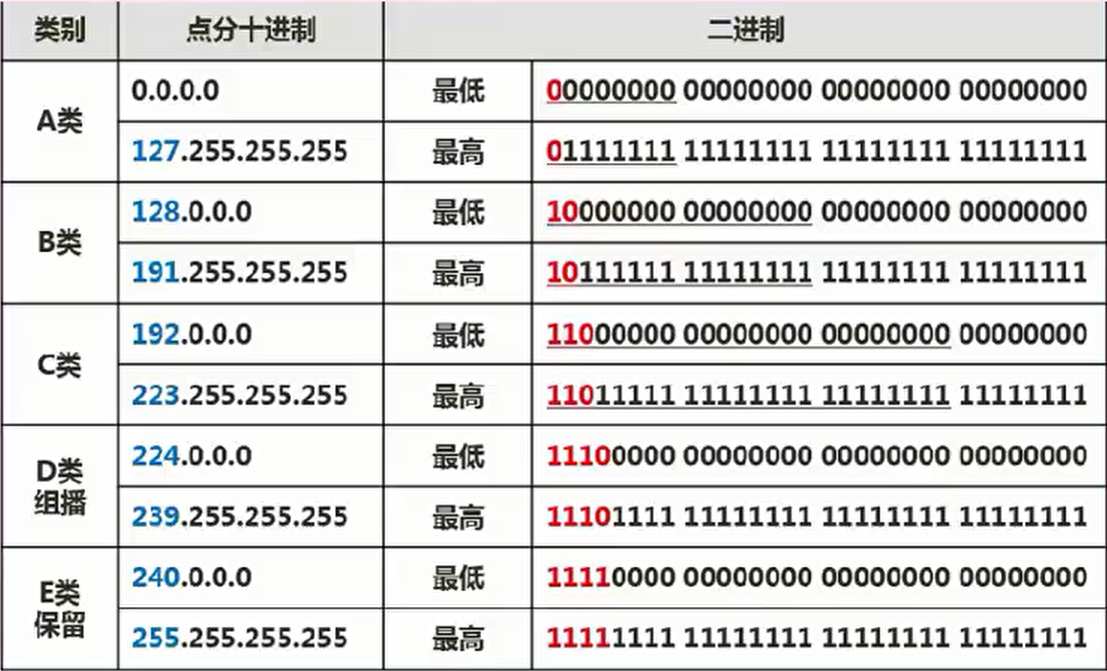 类别 点分十进制 二进制
A类 0.0.0.0 最低 00000000 00000000 00000000 00000000
127.255.255.255 最高 01111111 11111111 11111111 11111111
B类 128.0.0.0 最低 10000000 00000000 00000000 00000000
191.255.255.255 最高 10111111 11111111 11111111 11111111
C类 192.0.0.0 最低 11000000 00000000 00000000 00000000
223.255.255.255 最高 11011111 11111111 11111111 11111111
D类 组播 224.0.0.0 最低 11100000 00000000 00000000 00000000
239.255.255.255 最高 11101111 11111111 11111111 11111111
E类 保留 240.0.0.0 最低 11110000 00000000 00000000 00000000
255.255.255.255 最高 11111111 11111111 11111111 11111111